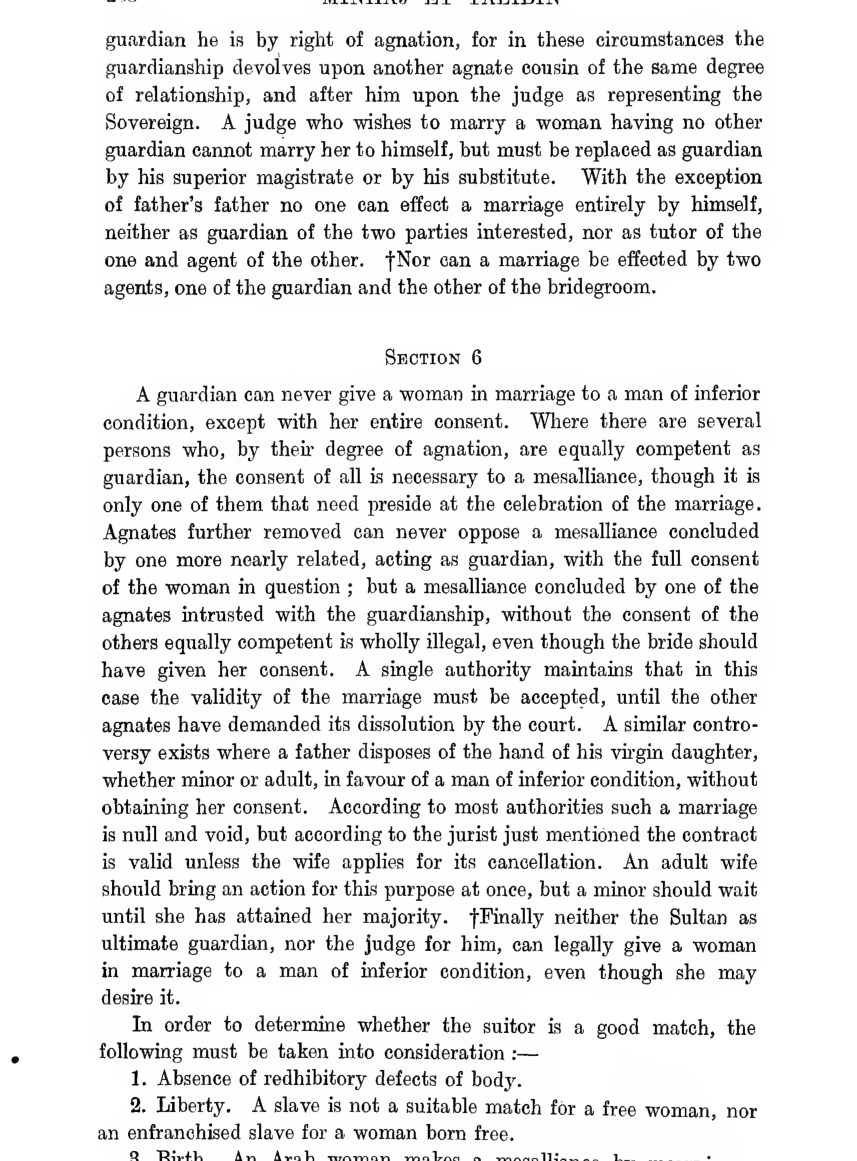 guardian he is by right of agnation, for in these circumstances the
guardianship devolves upon another agnate cousin of the same degree
of relationship, and after him upon the judge as representing the
Sovereign. A judge who wishes to marry a woman having no other
guardian cannot marry her to himself, but must be replaced as guardian
by his superior magistrate or by his substitute. With the exception
of father's father no one can effect a marriage entirely by himself,
neither as guardian of the two parties interested, nor as tutor of the
one and agent of the other. †Nor can a marriage be effected by two
agents, one of the guardian and the other of the bridegroom.
Section 6
A guardian can never give a woman in marriage to a man of inferior
condition, except with her entire consent. Where there are several
persons who, by their degree of agnation, are equally competent as
guardian, the consent of all is necessary to a mesalliance, though it is
only one of them that need preside at the celebration of the marriage.
Agnates further removed can never oppose a mesalliance concluded
by one more nearly related, acting as guardian, with the full consent
of the woman in question ; but a mesalliance concluded by one of the
agnates intrusted with the guardianship, without the consent of the
others equally competent is wholly illegal, even though the bride should
have given her consent. A single authority maintains that in this
case the validity of the marriage must be accepted, until the other
agnates have demanded its dissolution by the court. A similar contro-
versy exists where a father disposes of the hand of his virgin daughter,
whether minor or adult, in favour of a man of inferior condition, without
obtaining her consent. According to most authorities such a marriage
is null and void, but according to the jurist just mentioned the contract
is valid unless the wife applies for its cancellation. An adult wife
should bring an action for this purpose at once, but a minor should wait
until she has attained her majority. †Finally neither the Sultan as
ultimate guardian, nor the judge for him, can legally give a woman
in marriage to a man of inferior condition, even though she may
desire it.
In order to determine whether the suitor is a good match, the
following must be taken into consideration :—
1. Absence of redhibitory defects of body.
2. Liberty. A slave is not a suitable match for a free woman, nor
an enfranchised slave for a woman born free.
3. Birth. An Arab woman makes a mesalliance by